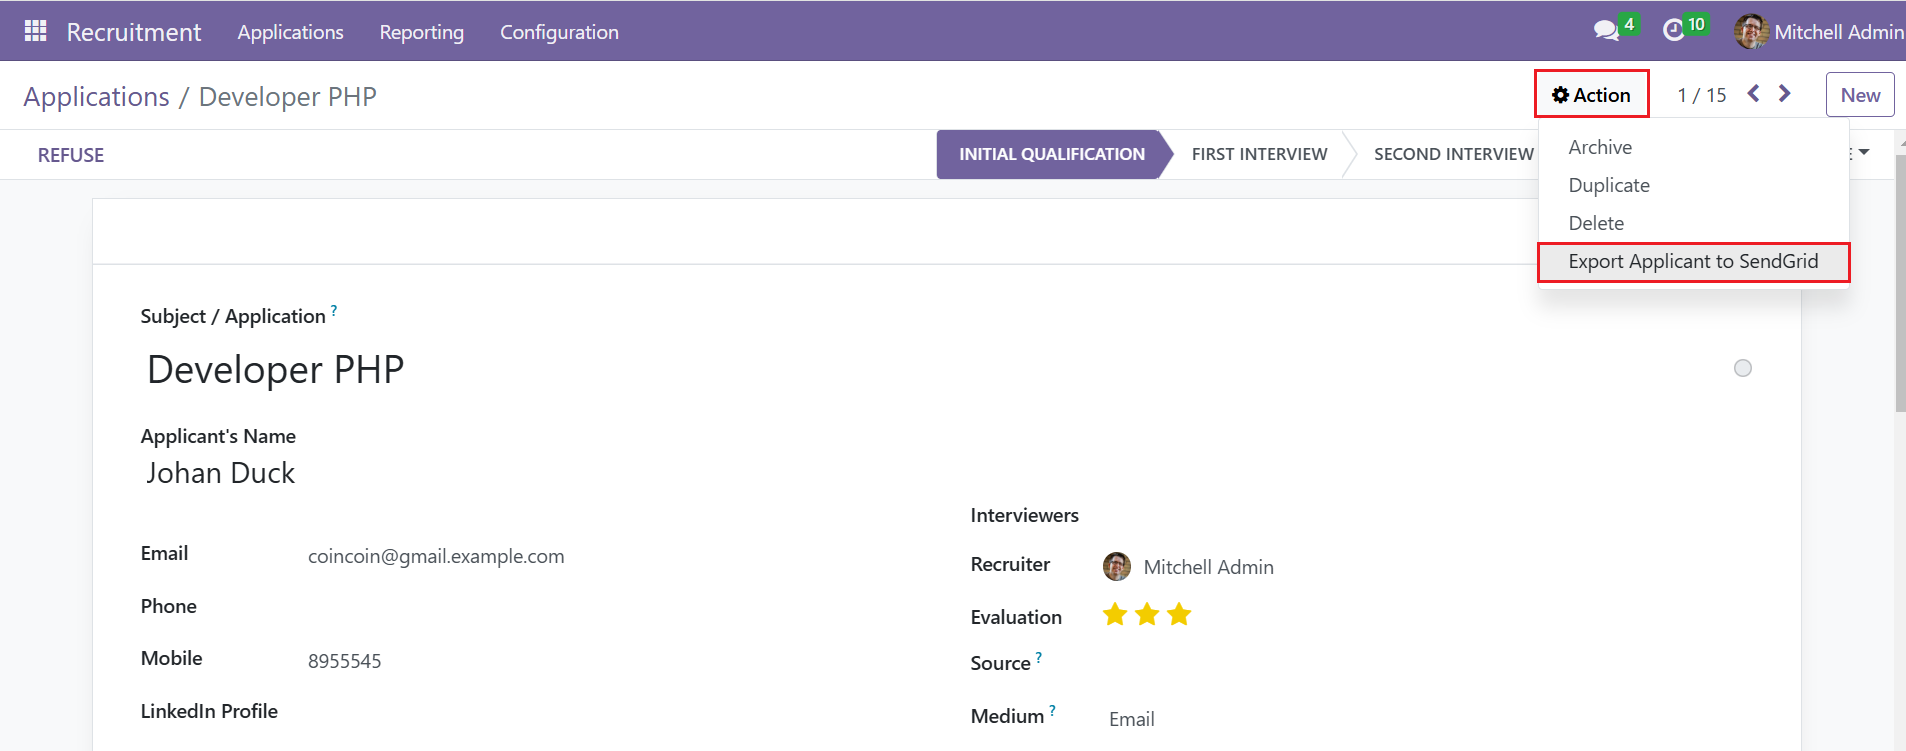 Recruitment Applications Reporting Configuration 4 10 Mitchell Admin
Applications / Developer PHP Action 1 / 15 New
REFUSE INITIAL QUALIFICATION FIRST INTERVIEW SECOND INTERVIEW
Archive
Duplicate
Delete
Export Applicant to SendGrid
Subject / Application ?
Developer PHP
Applicant's Name
Johan Duck
Interviewers
Email coincoin@gmail.example.com
Recruiter Mitchell Admin
Phone
Evaluation
Mobile 8955545
Source ?
LinkedIn Profile
Medium ? Email